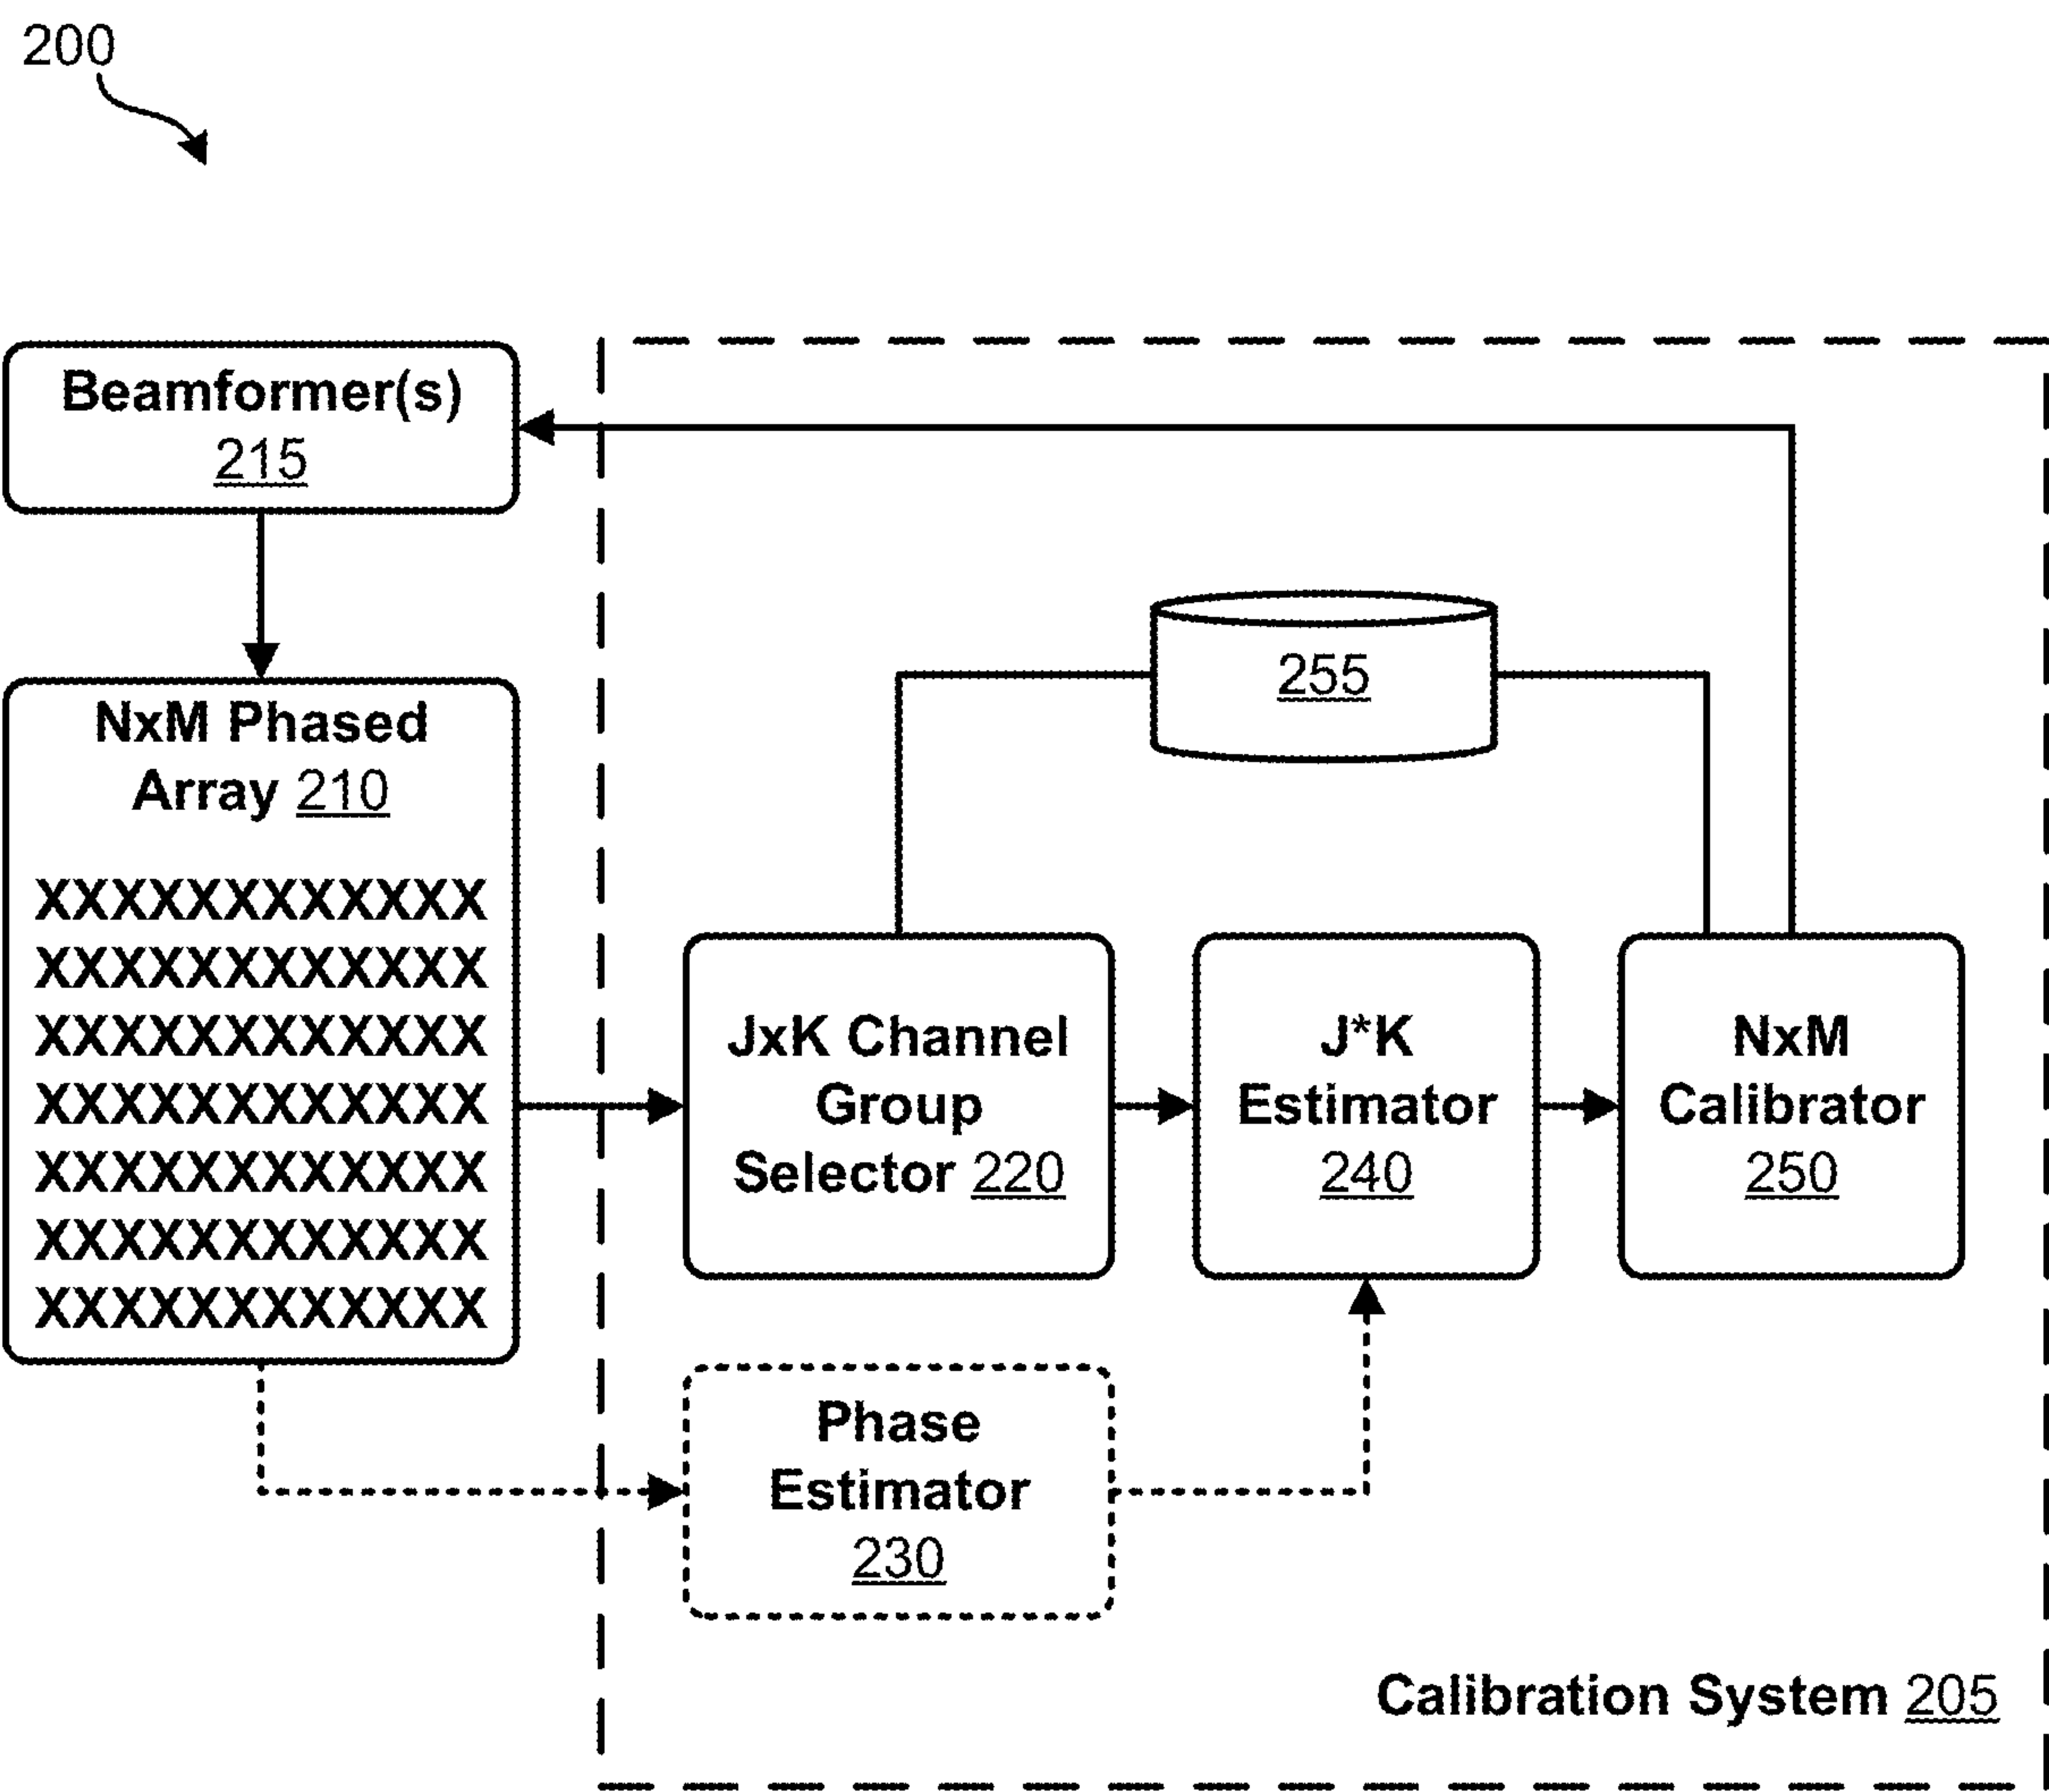 200
Beamformer(s)
215
NxM Phased
Array 210
XXXXXXXXXXXX
XXXXXXXXXXXX
XXXXXXXXXXXX
XXXXXXXXXXXX
XXXXXXXXXXXX
XXXXXXXXXXXX
XXXXXXXXXXXX
255
JxK Channel
Group
Selector 220
J*K
Estimator
240
NxM
Calibrator
250
Phase
Estimator
230
Calibration System 205